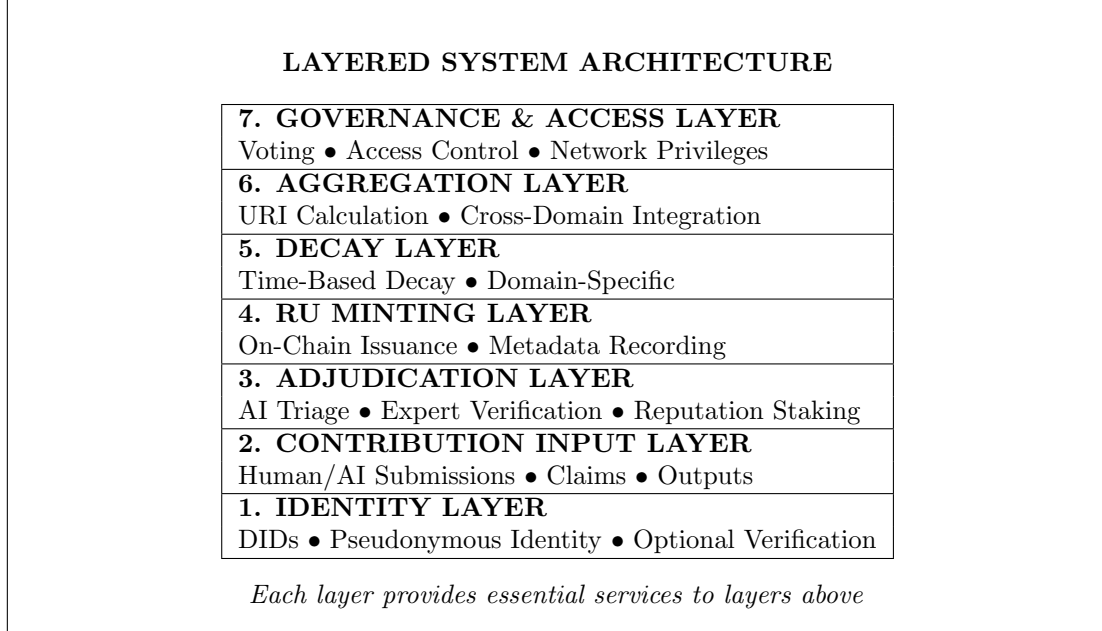 LAYERED SYSTEM ARCHITECTURE
7. GOVERNANCE & ACCESS LAYER
Voting • Access Control • Network Privileges
6. AGGREGATION LAYER
URI Calculation • Cross-Domain Integration
5. DECAY LAYER
Time-Based Decay • Domain-Specific
4. RU MINTING LAYER
On-Chain Issuance • Metadata Recording
3. ADJUDICATION LAYER
AI Triage • Expert Verification • Reputation Staking
2. CONTRIBUTION INPUT LAYER
Human/AI Submissions • Claims • Outputs
1. IDENTITY LAYER
DIDs • Pseudonymous Identity • Optional Verification
Each layer provides essential services to layers above